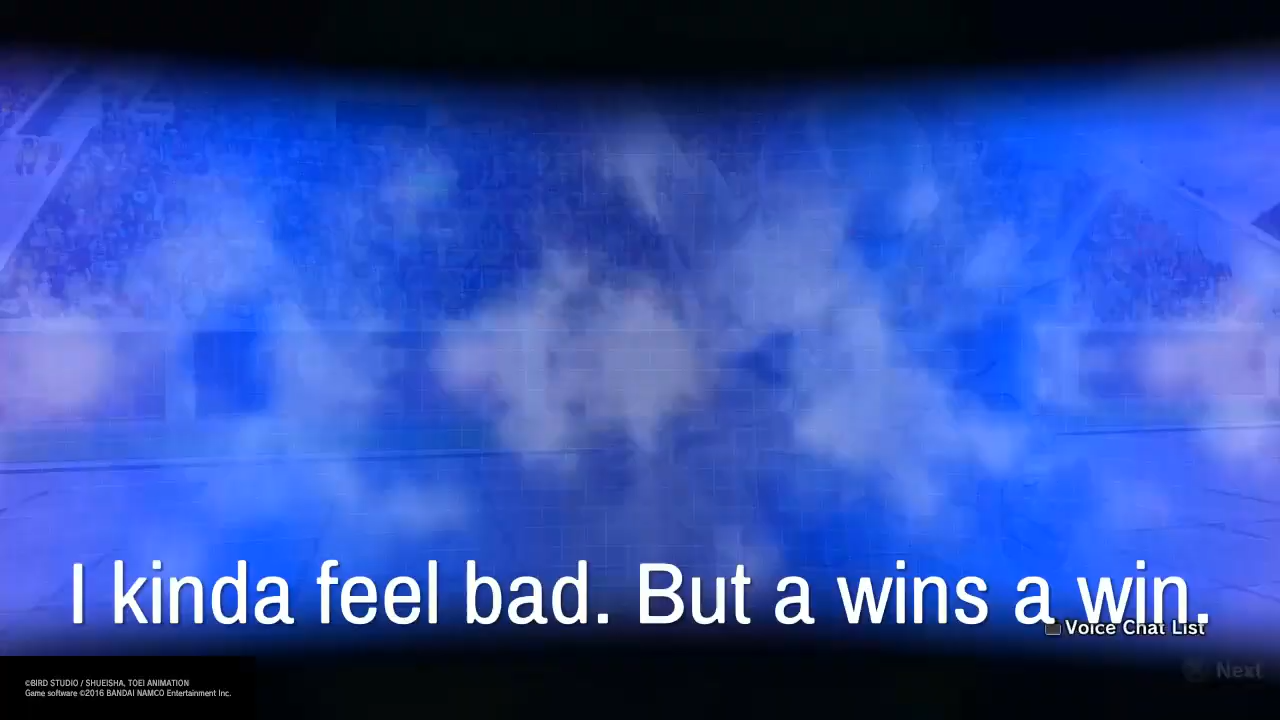 I kinda feel bad. But a wins a win.
Voice Chat List
Next
©BIRD STUDIO / SHUEISHA, TOEI ANIMATION
Game software ©2016 BANDAI NAMCO Entertainment Inc.